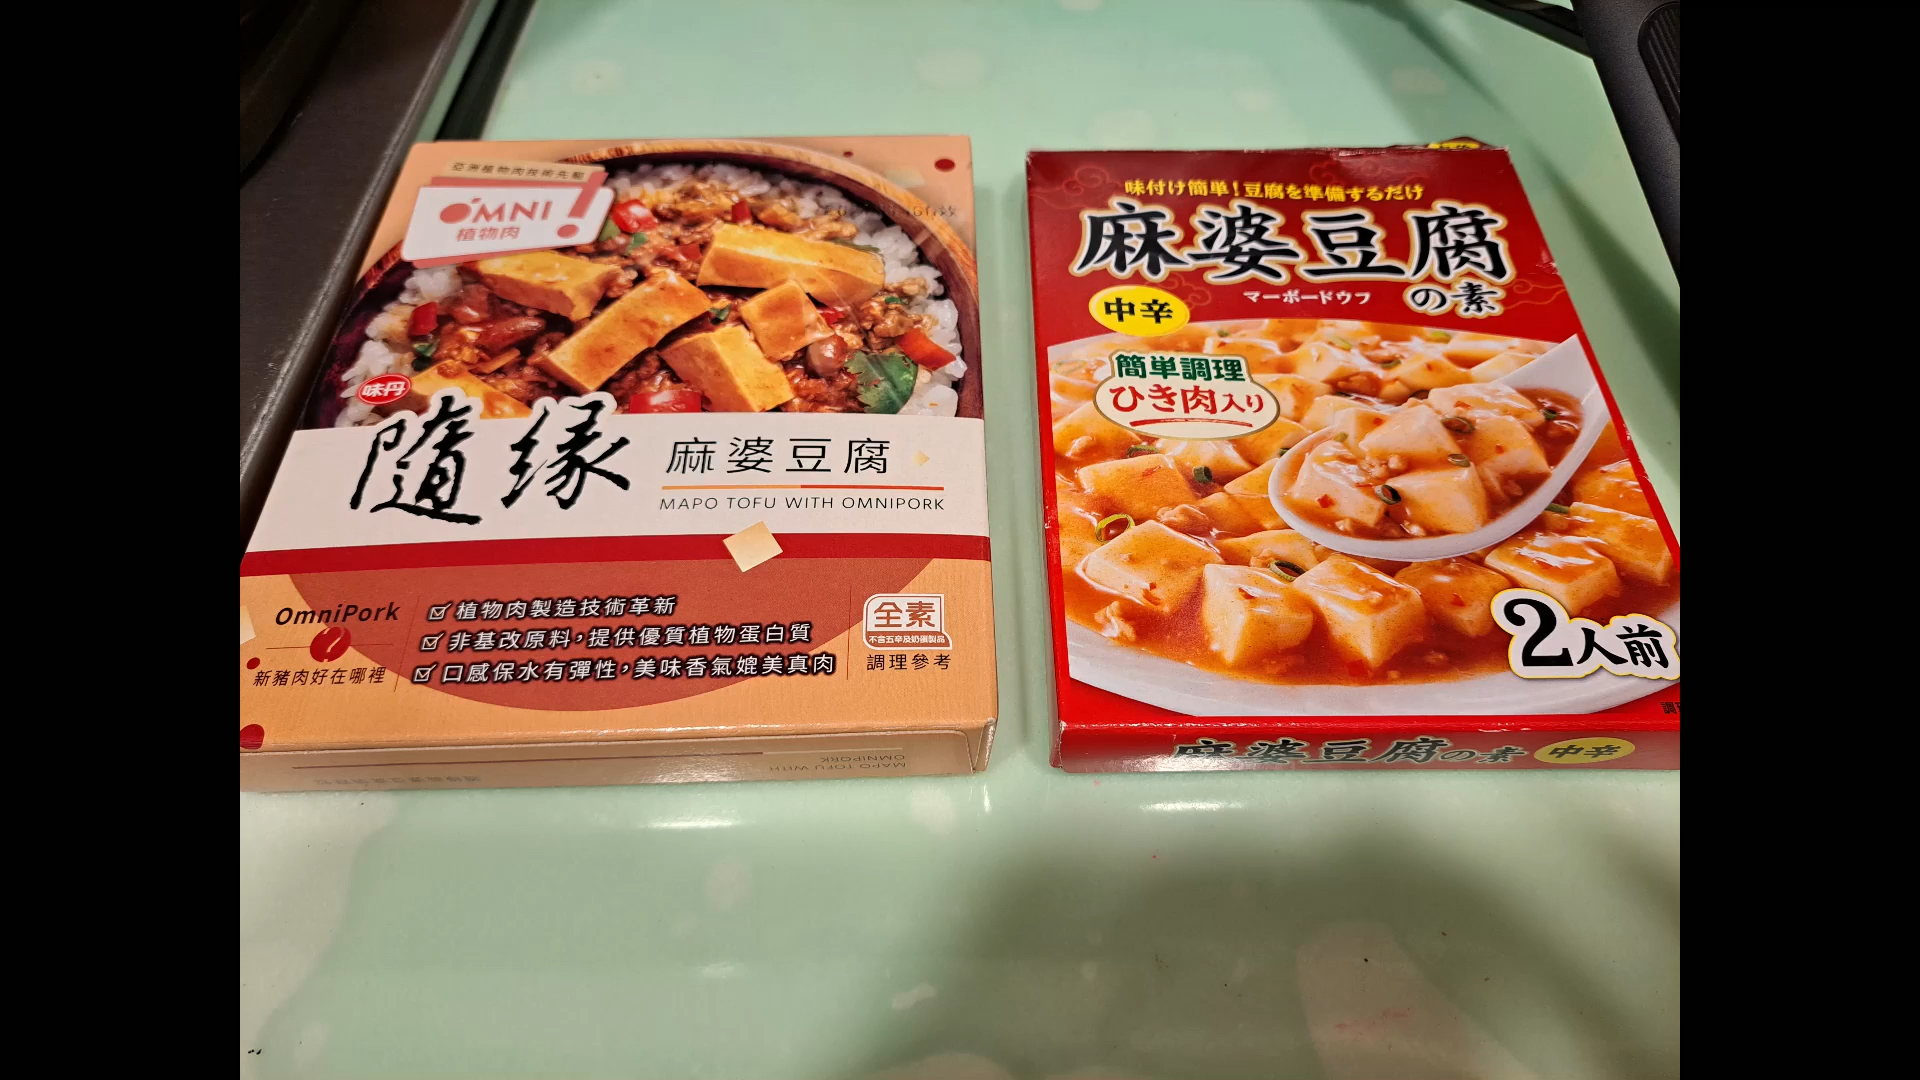 亞洲植物肉技術先驅
OMNI!
植物肉
味丹
隨緣
麻婆豆腐
MAPO TOFU WITH OMNIPORK
OmniPork
新豬肉好在哪裡
植物肉製造技術革新
非基改原料,提供優質植物蛋白質
口感保水有彈性,美味香氣媲美真肉
全素
不含五辛及奶蛋製品
調理參考
MAPO TOFU WITH
OMNIPORK
味付け簡単!豆腐を準備するだけ
麻婆豆腐
の素
マーボードウフ
中辛
簡単調理
ひき肉入り
2人前
調
麻婆豆腐の素 中辛